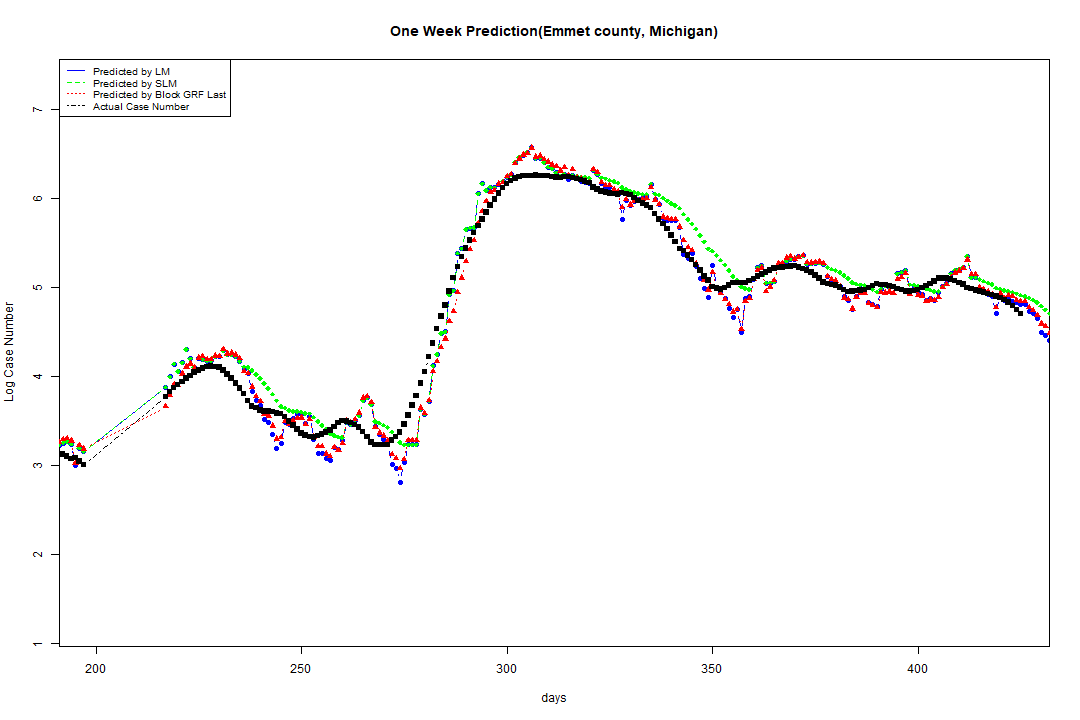 One Week Prediction(Emmet county, Michigan)
Predicted by LM
Predicted by SLM
Predicted by Block GRF Last
Actual Case Number
7
6
5
4
3
2
1
Log Case Number
200 250 300 350 400
days